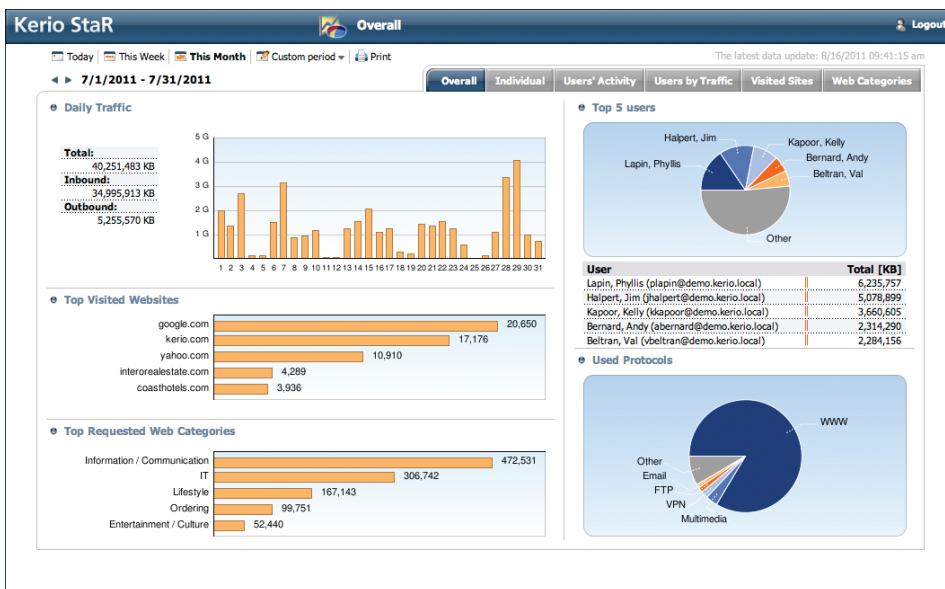 Kerio StaR
Overall
Logout
Today This Week This Month Custom period Print
The latest data update: 8/16/2011 09:41:15 am
7/1/2011 - 7/31/2011
Overall Individual Users' Activity Users by Traffic Visited Sites Web Categories
Daily Traffic
Total:
40,251,483 KB
Inbound:
34,995,913 KB
Outbound:
5,255,570 KB
5 G
4 G
3 G
2 G
1 G
1 2 3 4 5 6 7 8 9 10 11 12 13 14 15 16 17 18 19 20 21 22 23 24 25 26 27 28 29 30 31
Top Visited Websites
google.com 20,650
kerio.com 17,176
yahoo.com 10,910
interorealestate.com 4,289
coasthotels.com 3,936
Top Requested Web Categories
Information / Communication 472,531
IT 306,742
Lifestyle 167,143
Ordering 99,751
Entertainment / Culture 52,440
Top 5 users
Halpert, Jim
Kapoor, Kelly
Lapin, Phyllis
Bernard, Andy
Beltran, Val
Other
User Total [KB]
Lapin, Phyllis (plapin@demo.kerio.local) 6,235,757
Halpert, Jim (jhalpert@demo.kerio.local) 5,078,899
Kapoor, Kelly (kkapoor@demo.kerio.local) 3,660,605
Bernard, Andy (abernard@demo.kerio.local) 2,314,290
Beltran, Val (vbeltran@demo.kerio.local) 2,284,156
Used Protocols
WWW
Other
Email
FTP
VPN
Multimedia